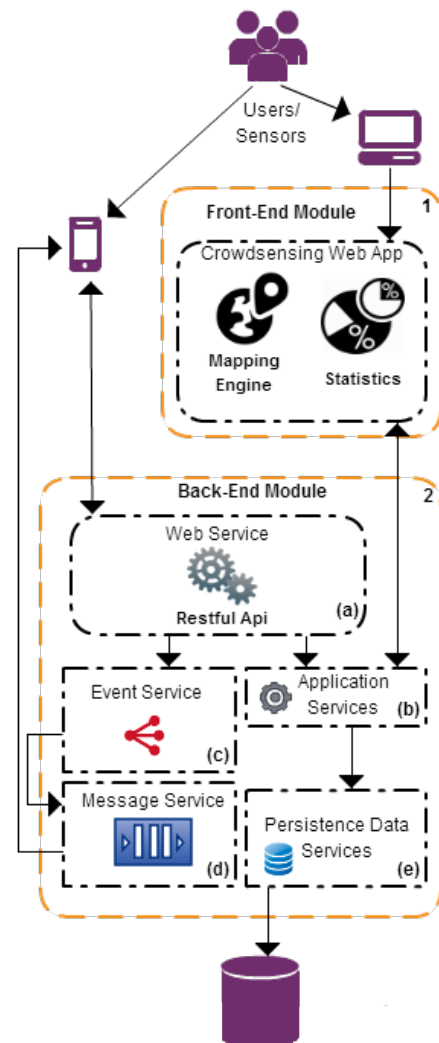 Users/
Sensors
1
Front-End Module
Crowdsensing Web App
%
%
%
Mapping
Engine
Statistics
Back-End Module
2
Web Service
Restful Api
(a)
Event Service
(c)
Application
Services
(b)
Message Service
(d)
Persistence Data
Services
(e)